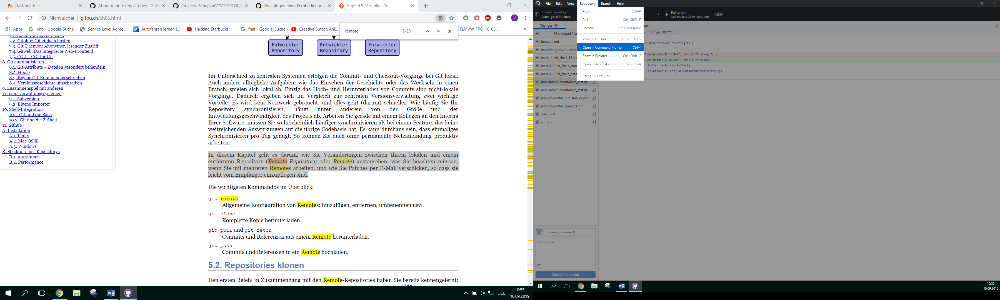 Dashboard
About remote repositories - GitH
Projects · VinujhanVTV2139CGP/
Hinzufügen einer Fernbedienung
Kapitel 5. Verteiltes Git
Nicht sicher | gitbu.ch/ch05.html
Apps
php - Google-Suche
Service Level Agree...
Autofahren lernen l...
Hacking Starbucks...
fnaf - Google-Suche
Creative Button Ani...
FLMVW_FPO_18_03...
»
remote
5/231
ABP
V
7.1. Einen Git-Server hosten
7.2. Gitolite: Git einfach hosten
7.3. Git-Daemon: Anonymer, lesender Zugriff
7.4. Gitweb: Das integrierte Web-Frontend
7.5. CGit – CGI for Git
8. Git automatisieren
8.1. Git-Attribute – Dateien gesondert behandeln
8.2. Hooks
8.3. Eigene Git-Kommandos schreiben
8.4. Versionsgeschichte umschreiben
9. Zusammenspiel mit anderen
Versionsverwaltungssystemen
9.1. Subversion
9.2. Eigene Importer
10. Shell-Integration
10.1. Git und die Bash
10.2. Git und die Z-Shell
11. Github
A. Installation
A.1. Linux
A.2. Mac OS X
A.3. Windows
B. Struktur eines Repositorys
B.1. Aufräumen
B.2. Performance
Entwickler
Repository
Entwickler
Repository
Entwickler
Repository
Im Unterschied zu zentralen Systemen erfolgen die Commit- und Checkout-Vorgänge bei Git lokal.
Auch andere alltägliche Aufgaben, wie das Einsehen der Geschichte oder das Wechseln in einen
Branch, spielen sich lokal ab. Einzig das Hoch- und Herunterladen von Commits sind nicht-lokale
Vorgänge. Dadurch ergeben sich im Vergleich zur zentralen Versionsverwaltung zwei wichtige
Vorteile: Es wird kein Netzwerk gebraucht, und alles geht (darum) schneller. Wie häufig Sie Ihr
Repository synchronisieren, hängt unter anderem von der Größe und der
Entwicklungsgeschwindigkeit des Projekts ab. Arbeiten Sie gerade mit einem Kollegen an den Interna
Ihrer Software, müssen Sie wahrscheinlich häufiger synchronisieren als bei einem Feature, das keine
weitreichenden Auswirkungen auf die übrige Codebasis hat. Es kann durchaus sein, dass einmaliges
Synchronisieren pro Tag genügt. So können Sie auch ohne permanente Netzanbindung produktiv
arbeiten.
In diesem Kapitel geht es darum, wie Sie Veränderungen zwischen Ihrem lokalen und einem
entfernten Repository (Remote Repository oder Remote) austauschen, was Sie beachten müssen,
wenn Sie mit mehreren Remotes arbeiten, und wie Sie Patches per E-Mail verschicken, so dass sie
leicht vom Empfänger einzupflegen sind.
Die wichtigsten Kommandos im Überblick:
git remote
Allgemeine Konfiguration von Remotes: hinzufügen, entfernen, umbenennen usw.
git clone
Komplette Kopie herunterladen.
git pull und git fetch
Commits und Referenzen aus einem Remote herunterladen.
git push
Commits und Referenzen in ein Remote hochladen.
5.2. Repositories klonen
Den ersten Befehl in Zusammenhang mit den Remote-Repositories haben Sie bereits kennengelernt:
DEU
10:55
10.09.2019
File Edit View Repository Branch Help
Current repository
learn-go-with-tests
Pull origin
Last fetched 21 minutes ago
12
Push Ctrl+P
Pull Ctrl+Shift+P
Remove... Ctrl+Backspace
View on GitHub Ctrl+Shift+G
Open in Command Prompt Ctrl+`
Show in Explorer Ctrl+Shift+F
Open in external editor Ctrl+Shift+A
Repository settings...
Changes 11
11 changed files
iteration.md
math\images\unit_circle
math...\unit_circle_12_oc
math\i...\unit_circle_coor
math\i...\unit_circle_para
mocking\v4\countdown_test.go
mocking\v5\countdown_test.go
red-green-blue...ers-smaller.png
red-green-blue-gophers.png
select.md
sgths.png
.go
,7 +8,7 @@ import (
TestCountdown(t *testing.T) {
.Run("prints 5 to Go!", func(t *testing.T) {
.Run("prints 3 to Go!", func(t *testing.T) {
buffer := &bytes.Buffer{}
Countdown(buffer, &CountdownOperationsSpy{})
Summary (required)
Description
Commit to master
10:55
10.09.2019